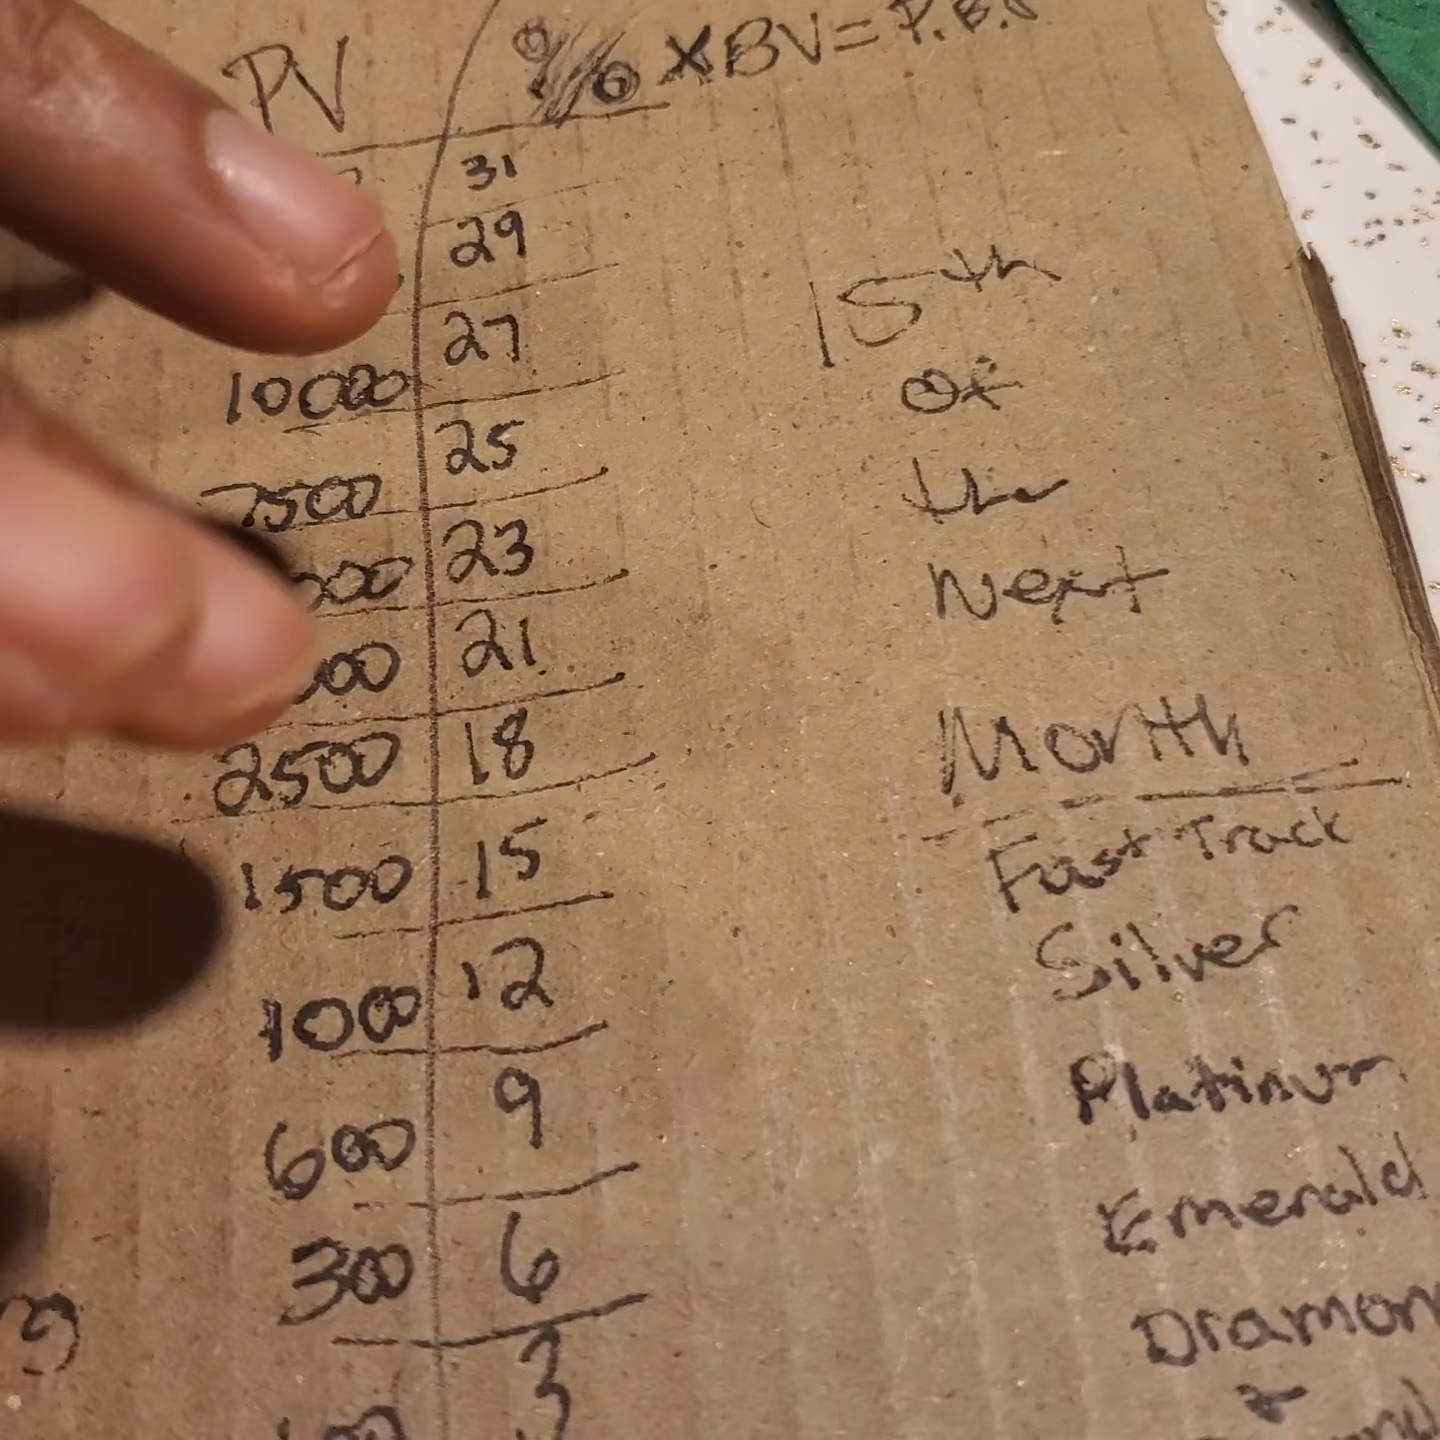 PV % X BV = P.B.
31
29
27
10000 25
7500 23
21
18
2500 15
1500 12
1000 9
600 6
300 3
15th
Of
the
Next
Month
Fast Track
Silver
Platinum
Emerald